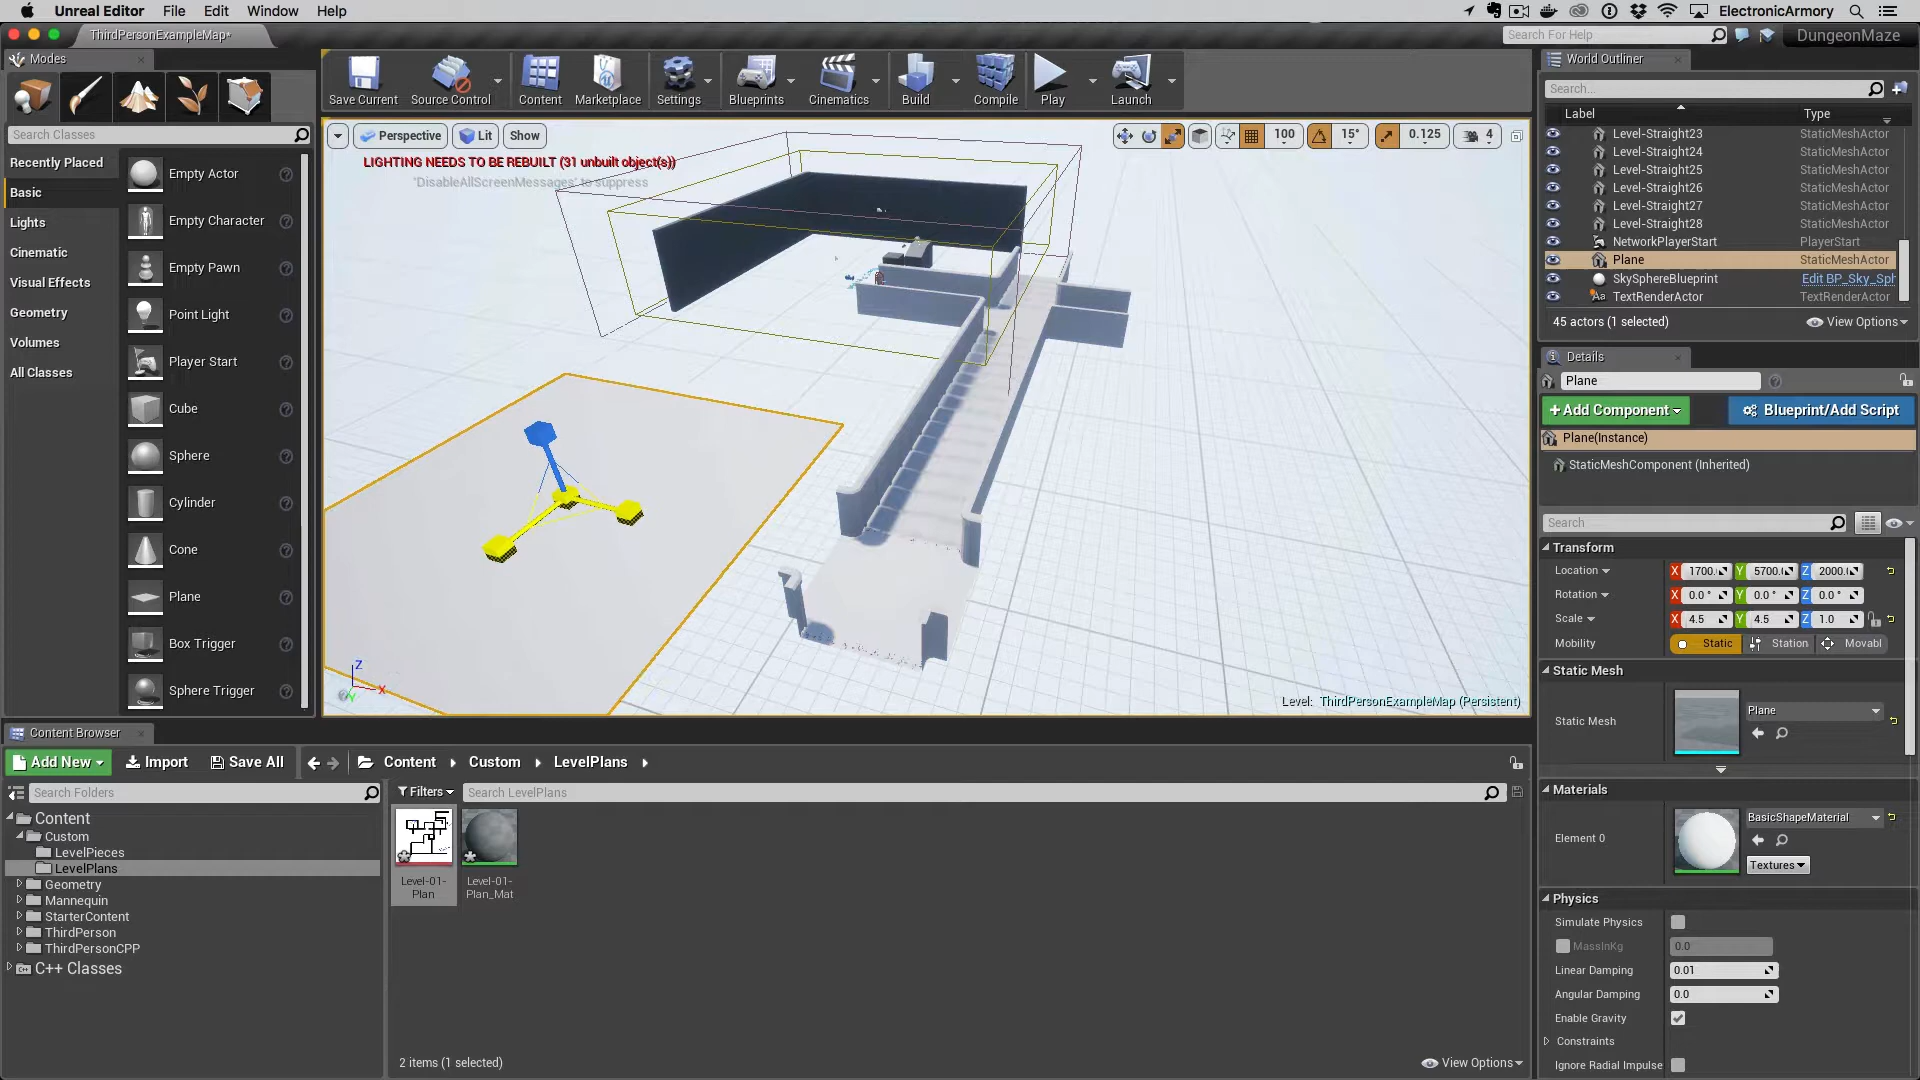 Unreal Editor File Edit Window Help ElectronicArmory
ThirdPersonExampleMap* Search For Help DungeonMaze
Modes
Search Classes
Recently Placed
Basic
Lights
Cinematic
Visual Effects
Geometry
Volumes
All Classes
Empty Actor
Empty Character
Empty Pawn
Point Light
Player Start
Cube
Sphere
Cylinder
Cone
Plane
Box Trigger
Sphere Trigger
Save Current Source Control Content Marketplace Settings Blueprints Cinematics Build Compile Play Launch
Perspective Lit Show 100 15° 0.125 4
LIGHTING NEEDS TO BE REBUILT (31 unbuilt object(s))
'DisableAllScreenMessages' to suppress
Z
X
Y
Level: ThirdPersonExampleMap (Persistent)
World Outliner
Search...
Label Type
Level-Straight23 StaticMeshActor
Level-Straight24 StaticMeshActor
Level-Straight25 StaticMeshActor
Level-Straight26 StaticMeshActor
Level-Straight27 StaticMeshActor
Level-Straight28 StaticMeshActor
NetworkPlayerStart PlayerStart
Plane StaticMeshActor
SkySphereBlueprint Edit BP_Sky_Sph
TextRenderActor TextRenderActor
45 actors (1 selected) View Options
Details
Plane
+Add Component Blueprint/Add Script
Plane(Instance)
StaticMeshComponent (Inherited)
Search
Transform
Location X 1700. Y 5700. Z 2000.
Rotation X 0.0 ° Y 0.0 ° Z 0.0 °
Scale X 4.5 Y 4.5 Z 1.0
Mobility Static Station Movabl
Static Mesh
Static Mesh Plane
Materials
Element 0 BasicShapeMaterial
Textures
Physics
Simulate Physics
MassInKg 0.0
Linear Damping 0.01
Angular Damping 0.0
Enable Gravity
Constraints
Ignore Radial Impulse
Content Browser
Add New Import Save All Content Custom LevelPlans
Search Folders
Content
Custom
LevelPieces
LevelPlans
Geometry
Mannequin
StarterContent
ThirdPerson
ThirdPersonCPP
C++ Classes
Filters Search LevelPlans
Level-01-
Plan
Level-01-
Plan_Mat
2 items (1 selected) View Options